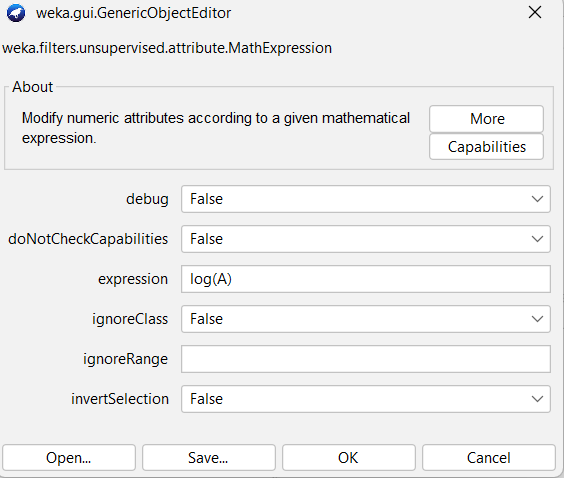 weka.gui.GenericObjectEditor
weka.filters.unsupervised.attribute.MathExpression
About
Modify numeric attributes according to a given mathematical
expression.
More
Capabilities
debug False
doNotCheckCapabilities False
expression log(A)
ignoreClass False
ignoreRange
invertSelection False
Open... Save... OK Cancel